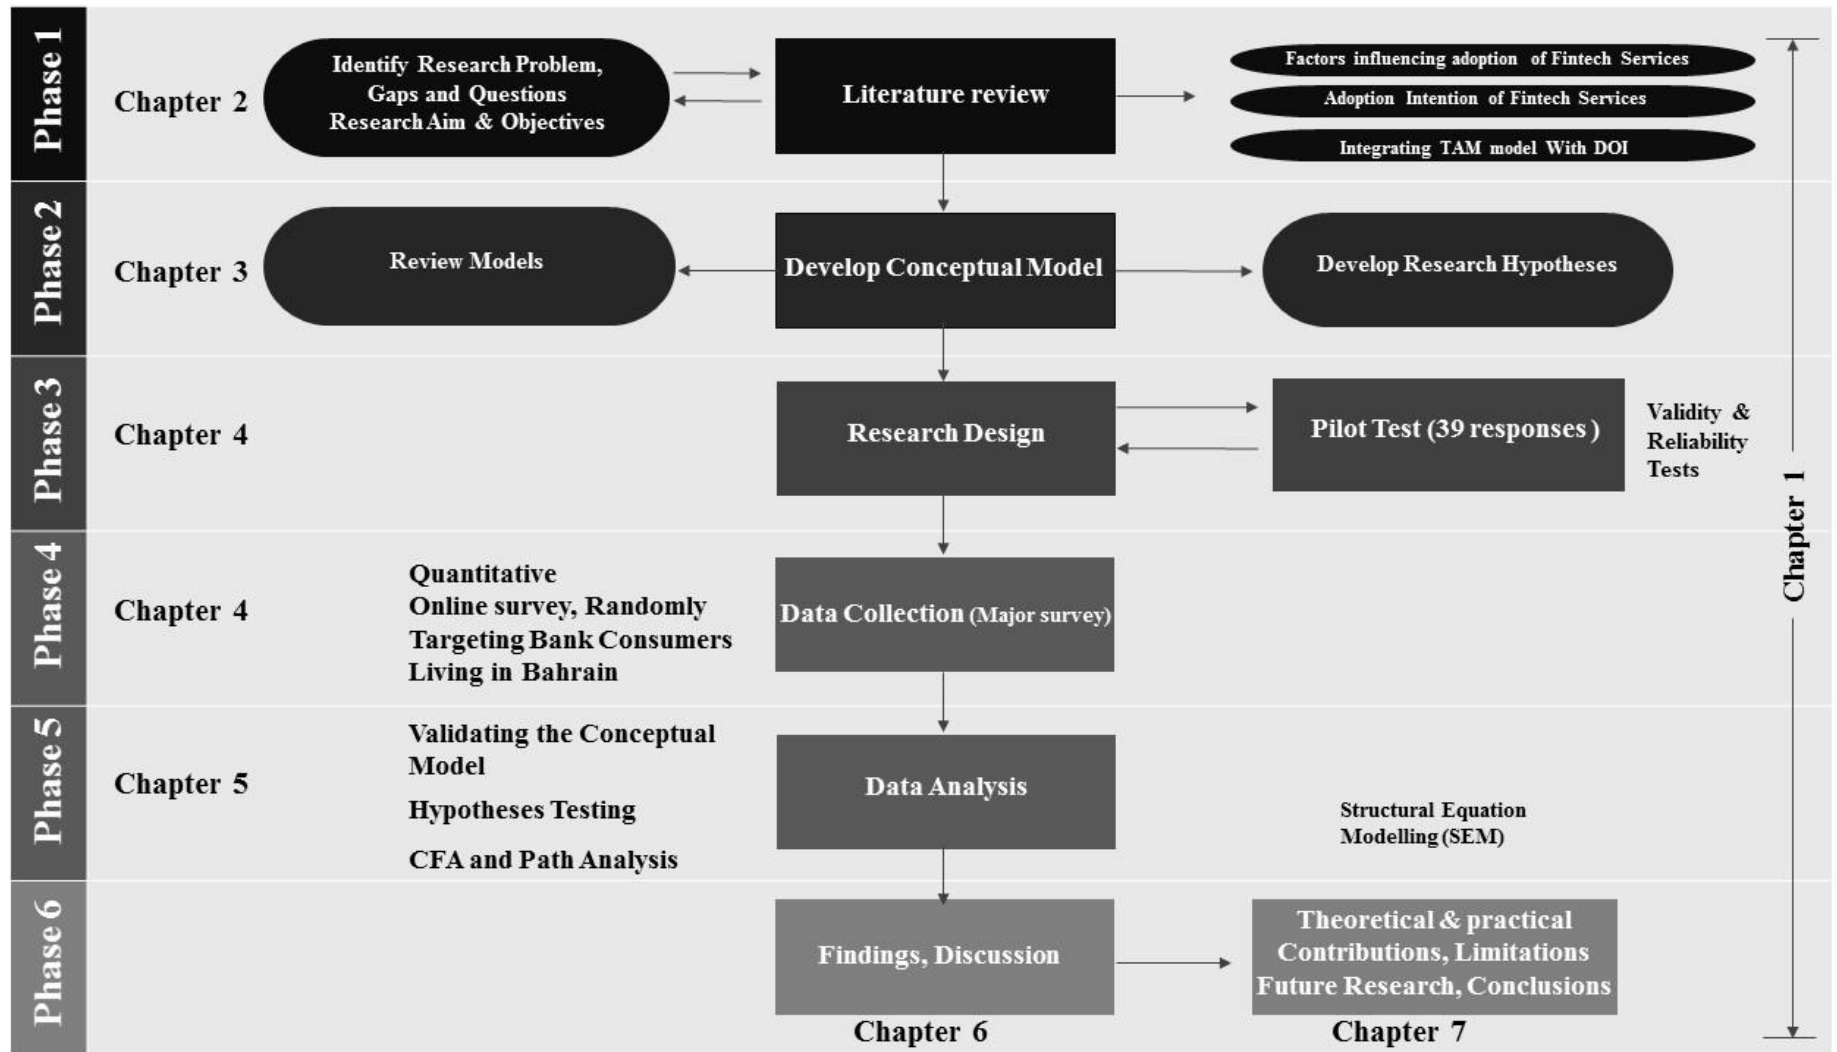 Phase 1
Chapter 2
Identify Research Problem,
Gaps and Questions
Research Aim & Objectives
Literature review
Factors influencing adoption of Fintech Services
Adoption Intention of Fintech Services
Integrating TAM model With DOI
Phase 2
Chapter 3
Review Models
Develop Conceptual Model
Develop Research Hypotheses
Phase 3
Chapter 4
Research Design
Pilot Test (39 responses )
Validity &
Reliability
Tests
Chapter 1
Phase 4
Chapter 4
Quantitative
Online survey, Randomly
Targeting Bank Consumers
Living in Bahrain
Data Collection (Major survey)
Phase 5
Chapter 5
Validating the Conceptual
Model
Hypotheses Testing
CFA and Path Analysis
Data Analysis
Structural Equation
Modelling (SEM)
Phase 6
Findings, Discussion
Chapter 6
Theoretical & practical
Contributions, Limitations
Future Research, Conclusions
Chapter 7